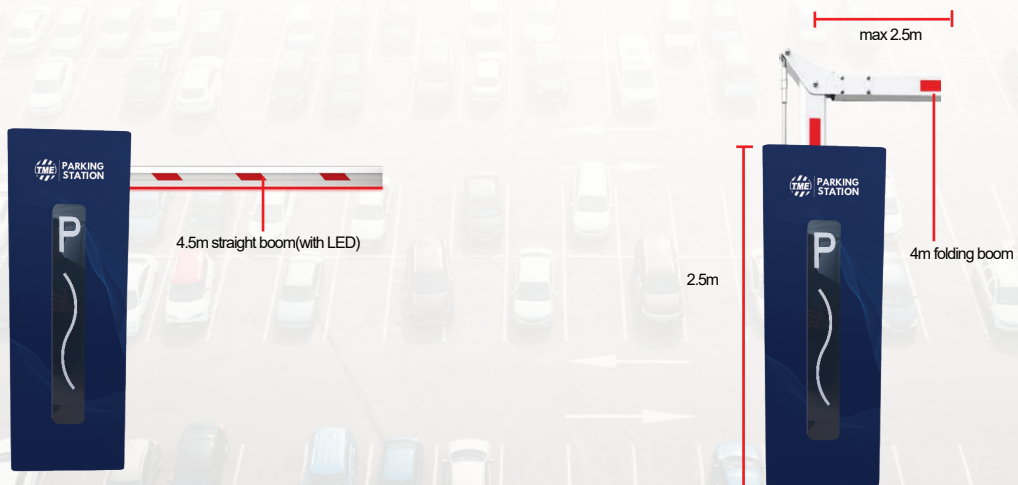 max 2.5m
TME PARKING
STATION
P
4.5m straight boom(with LED)
TME PARKING
STATION
P
2.5m
4m folding boom